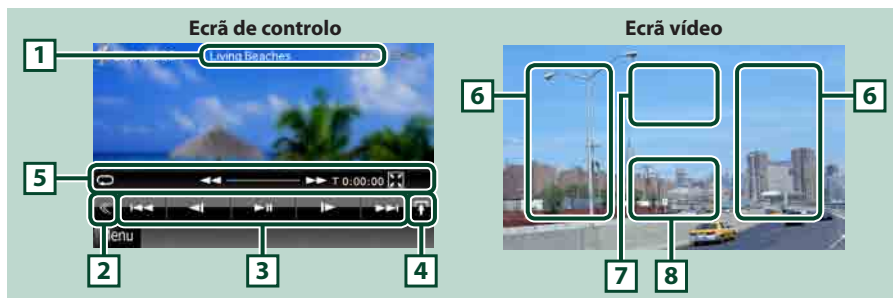 Ecrã de controlo
Ecrã vídeo
1
Living Beaches
6
6
5
T 0:00:00
Menu
2
3
4
7
8